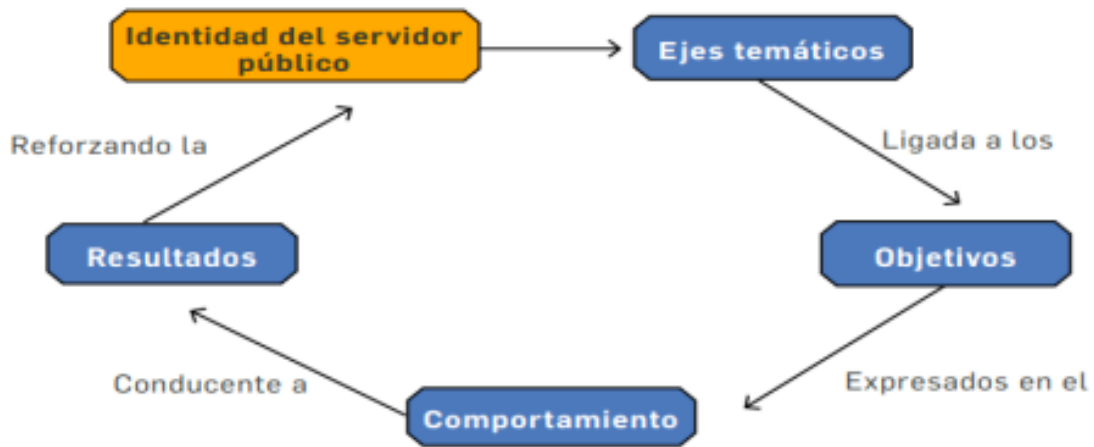 Identidad del servidor
público
Ejes temáticos
Reforzando la
Ligada a los
Resultados
Objetivos
Conducente a
Expresados en el
Comportamiento